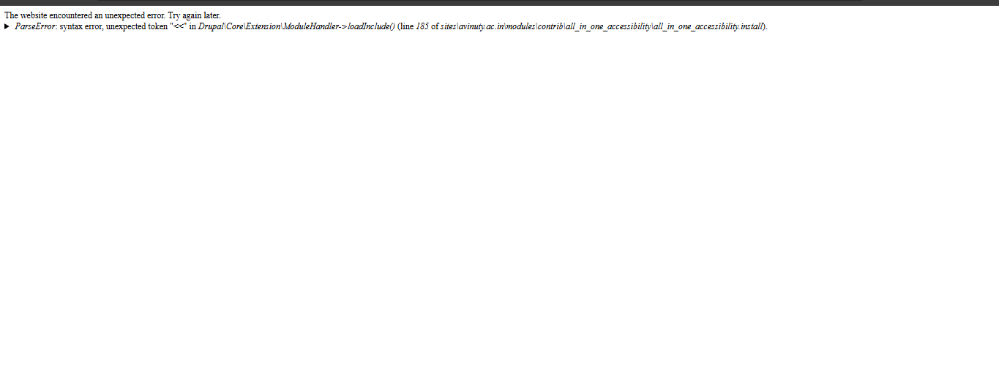 The website encountered an unexpected error. Try again later.
ParseError: syntax error, unexpected token "<<" in Drupal\Core\Extension\ModuleHandler->loadInclude() (line 185 of sites\avinuty.ac.in\modules\contrib\all_in_one_accessibility\all_in_one_accessibility.install).